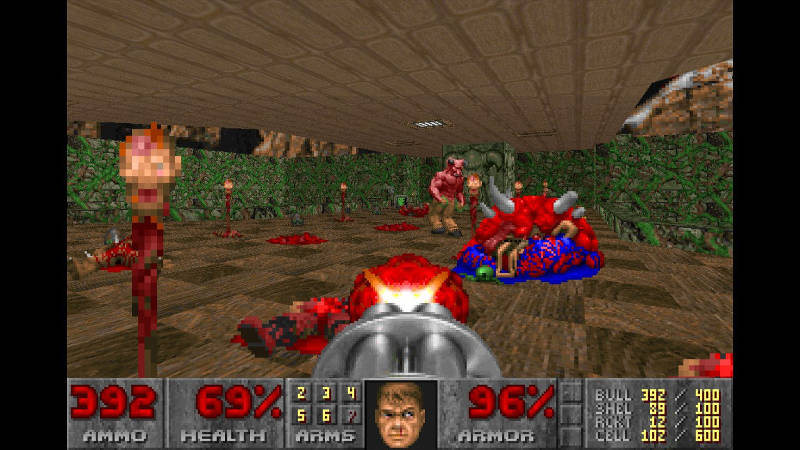 392 69% 2 3 4 96% BULL 392 / 400
SHEL 89 / 100
5 6 7 RCKT 12 / 100
AMMO HEALTH ARMS ARMOR CELL 102 / 600